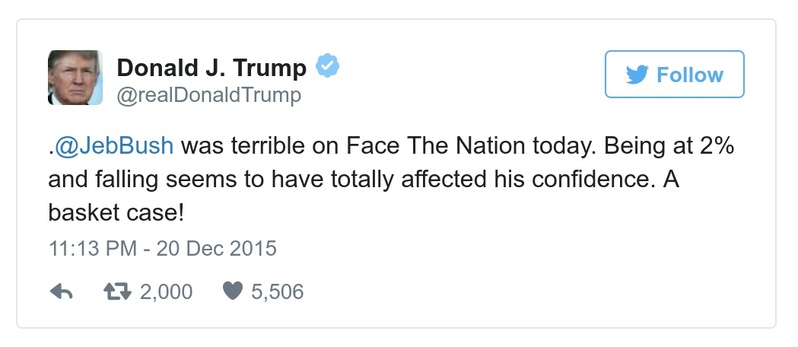 Donald J. Trump
@realDonaldTrump
Follow
.@JebBush was terrible on Face The Nation today. Being at 2%
and falling seems to have totally affected his confidence. A
basket case!
11:13 PM - 20 Dec 2015
2,000 5,506